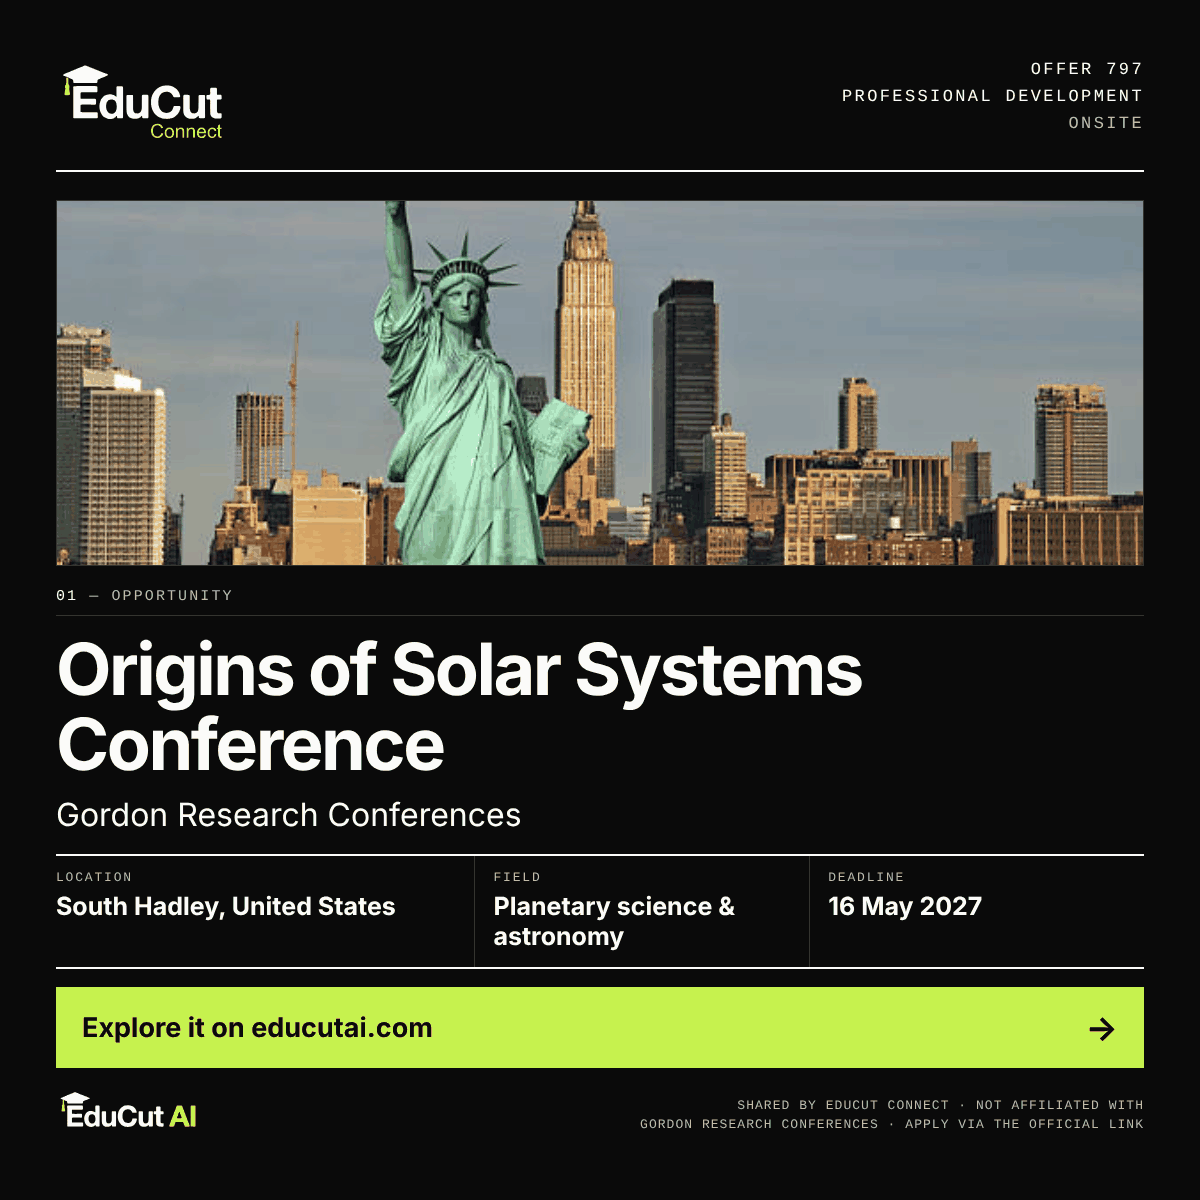 EduCut
Connect
OFFER 797
PROFESSIONAL DEVELOPMENT
ONSITE
01 — OPPORTUNITY
Origins of Solar Systems
Conference
Gordon Research Conferences
LOCATION
South Hadley, United States
FIELD
Planetary science &
astronomy
DEADLINE
16 May 2027
Explore it on educutai.com →
EduCut AI
SHARED BY EDUCUT CONNECT · NOT AFFILIATED WITH
GORDON RESEARCH CONFERENCES · APPLY VIA THE OFFICIAL LINK